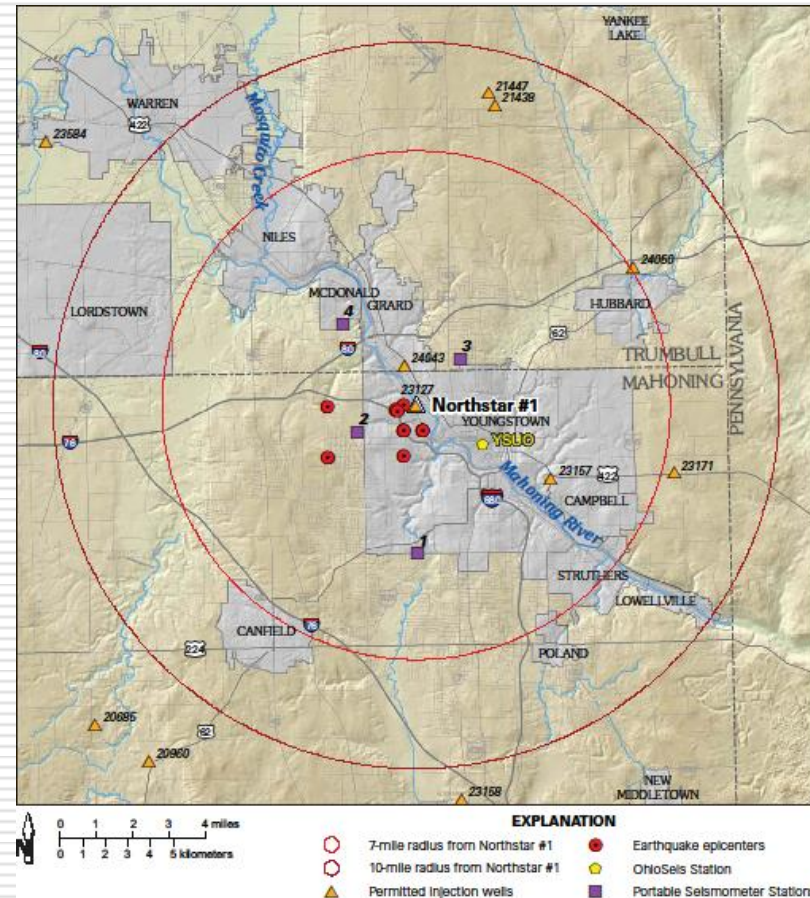 YANKEE
LAKE
21447
21438
WARREN
422
23584
Mosquito Creek
NILES
24050
HUBBARD
LORDSTOWN
MCDONALD
GIRARD
4
62
80
80
3
24043
TRUMBULL
MAHONING
PENNSYLVANIA
23127
Northstar #1
YOUNGSTOWN
2
YSUO
76
23157
422
23171
CAMPBELL
680
Mahoning River
1
STRUTHERS
LOWELLVILLE
CANFIELD
76
POLAND
224
20685
62
20960
23158
NEW
MIDDLETOWN
N
0 1 2 3 4 miles
0 1 2 3 4 5 kilometers
EXPLANATION
7-mile radius from Northstar #1
10-mile radius from Northstar #1
Permitted injection wells
Earthquake epicenters
OhioSeis Station
Portable Seismometer Station